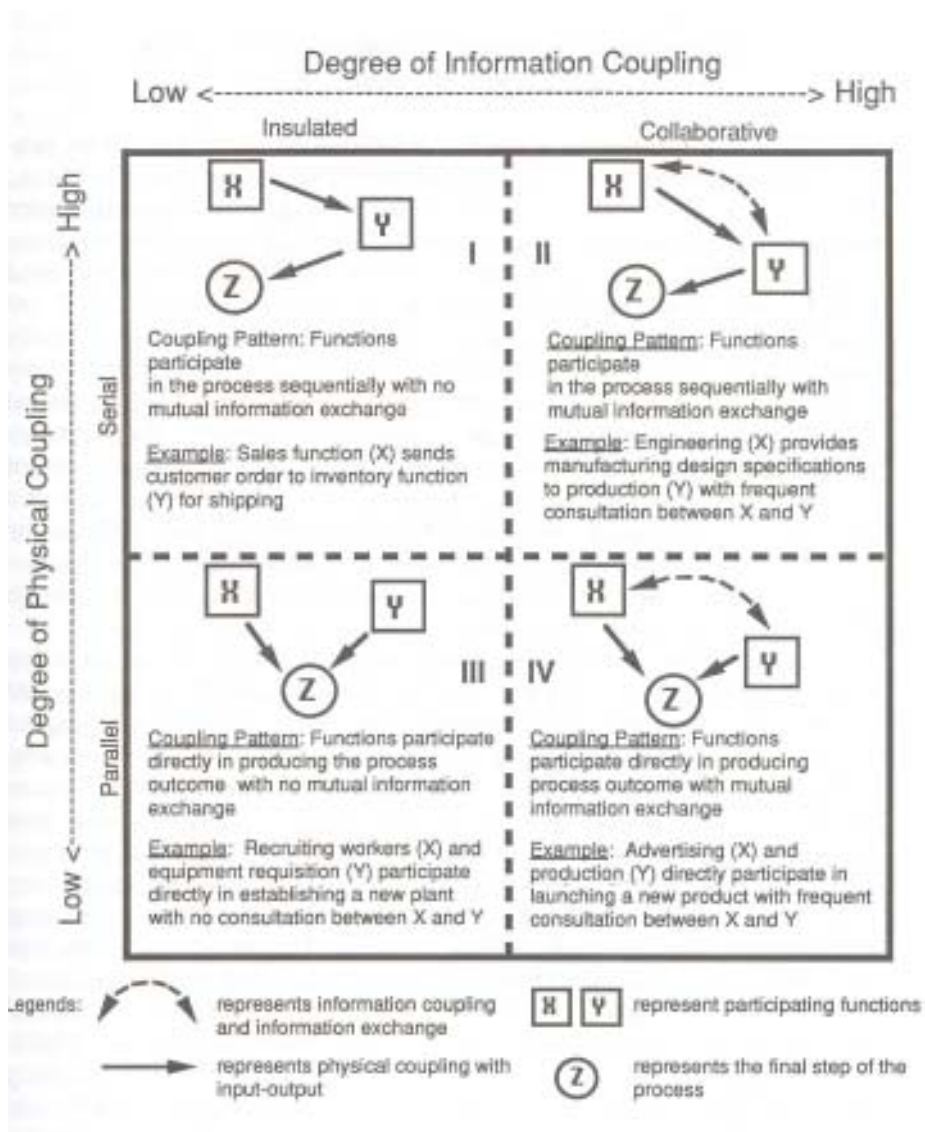 Degree of Information Coupling
Low <-----> High
Insulated
Collaborative
Degree of Physical Coupling
Low <-----> High
Serial
Parallel
X
Y
Z
I
Coupling Pattern: Functions
participate
in the process sequentially with no
mutual information exchange
Example: Sales function (X) sends
customer order to inventory function
(Y) for shipping
X
Y
Z
II
Coupling Pattern: Functions
participate
in the process sequentially with
mutual information exchange
Example: Engineering (X) provides
manufacturing design specifications
to production (Y) with frequent
consultation between X and Y
X
Y
Z
III
Coupling Pattern: Functions participate
directly in producing the process
outcome with no mutual information
exchange
Example: Recruiting workers (X) and
equipment requisition (Y) participate
directly in establishing a new plant
with no consultation between X and Y
X
Y
Z
IV
Coupling Pattern: Functions
participate directly in producing
process outcome with mutual
information exchange
Example: Advertising (X) and
production (Y) directly participate in
launching a new product with frequent
consultation between X and Y
Legends:
represents information coupling
and information exchange
represents physical coupling with
input-output
X Y represent participating functions
Z represents the final step of the
process